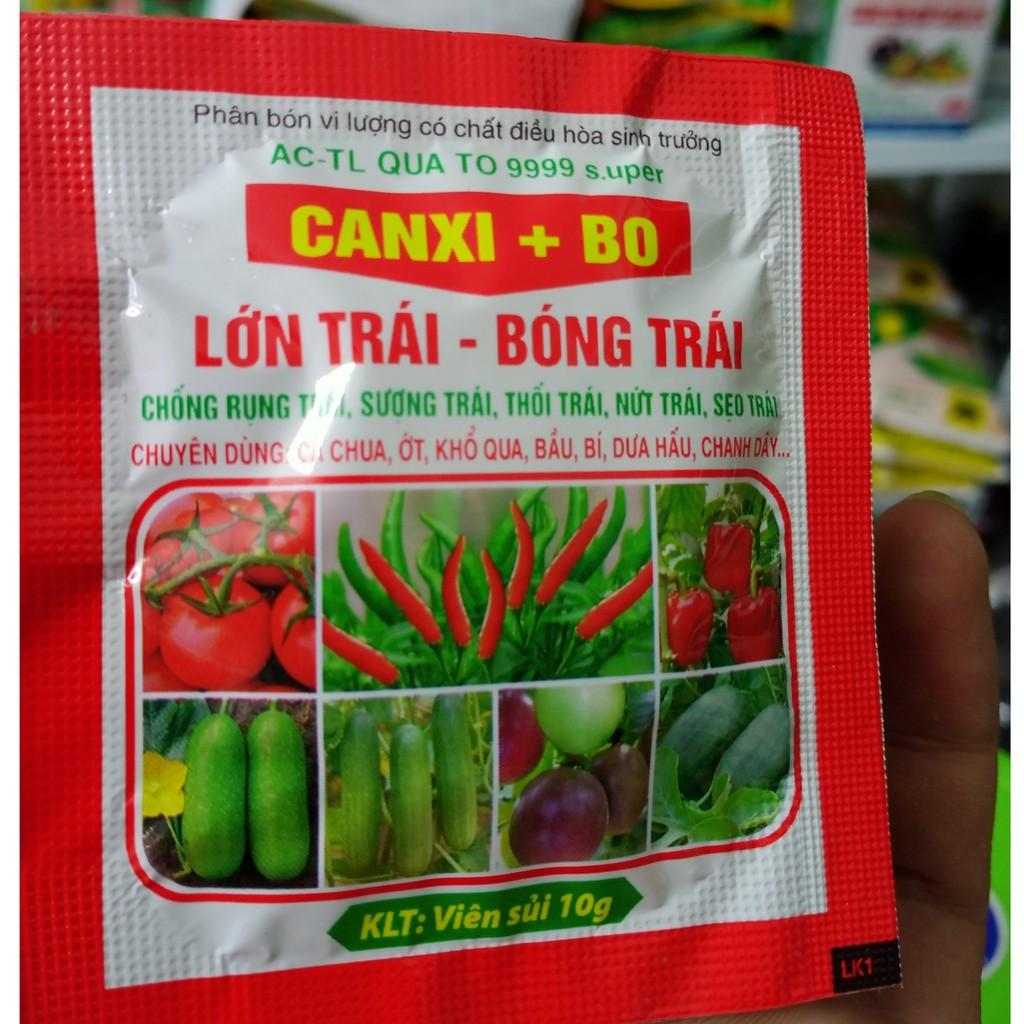 Phân bón vi lượng có chất điều hòa sinh trưởng
AC-TL QUA TO 9999 s.uper
CANXI + BO
LỚN TRÁI - BÓNG TRÁI
CHỐNG RỤNG TRÁI, SƯỢNG TRÁI, THỐI TRÁI, NỨT TRÁI, SẸO TRÁI...
CHUYÊN DÙNG: CÀ CHUA, ỚT, KHỔ QUA, BẦU, BÍ, DƯA HẤU, CHANH DÂY...
KLT: Viên sủi 10g
LK1